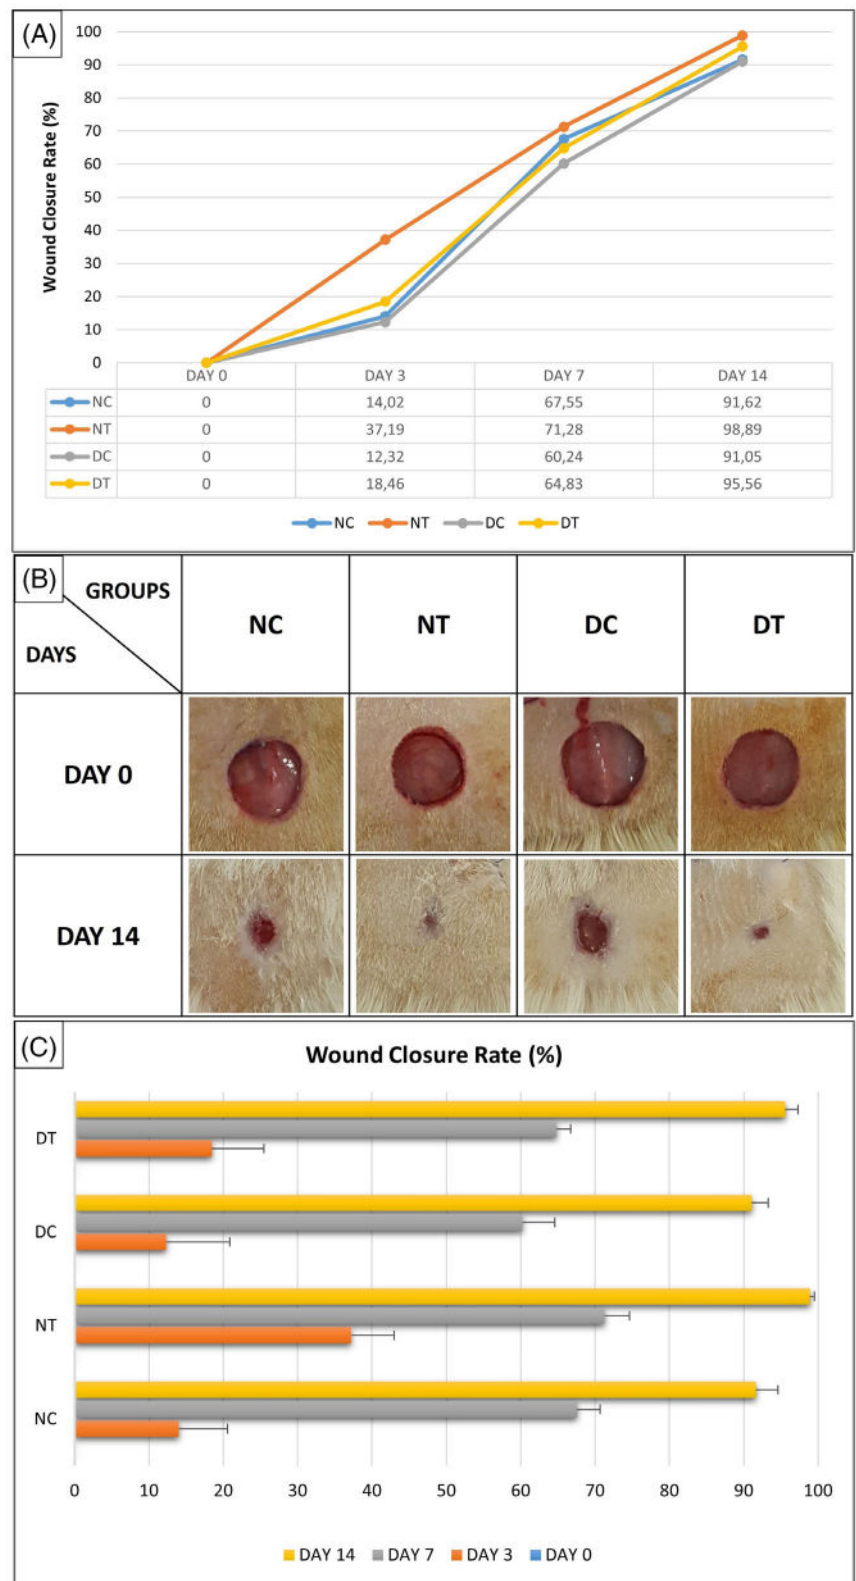 (A)
Wound Closure Rate (%)
100
90
80
70
60
50
40
30
20
10
0
DAY 0 DAY 3 DAY 7 DAY 14
NC 0 14,02 67,55 91,62
NT 0 37,19 71,28 98,89
DC 0 12,32 60,24 91,05
DT 0 18,46 64,83 95,56
NC NT DC DT
(B)
GROUPS
DAYS
NC NT DC DT
DAY 0
DAY 14
(C)
Wound Closure Rate (%)
DT
DC
NT
NC
0 10 20 30 40 50 60 70 80 90 100
DAY 14 DAY 7 DAY 3 DAY 0